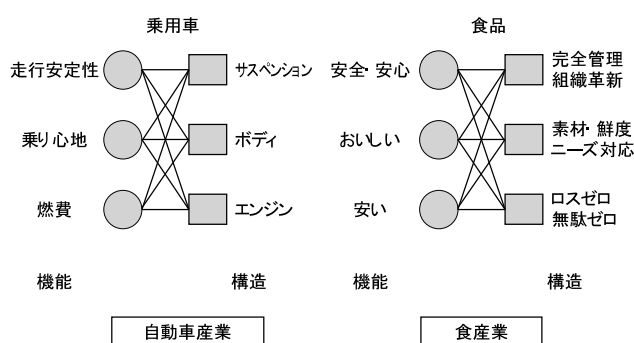 乗用車
走行安定性
サスペンション
乗り心地
ボディ
燃費
エンジン
機能
構造
自動車産業
食品
安全・安心
完全管理
組織革新
おいしい
素材・鮮度
ニーズ対応
安い
ロスゼロ
無駄ゼロ
機能
構造
食産業